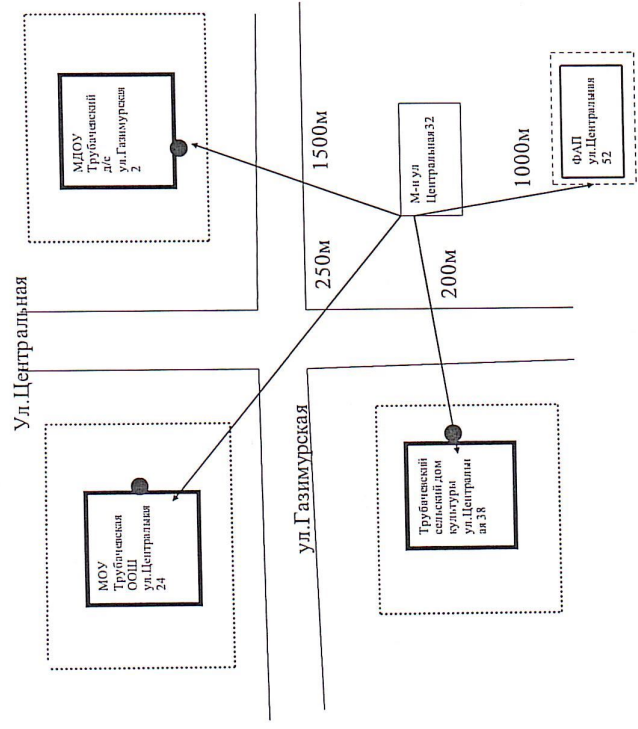 Ул.Центральная
МДОУ
Трубачевский
д/с
ул.Газимурская
2
1500м
М-н ул
Центральная32
1000м
ФАП
ул.Центральная
52
250м
200м
МОУ
Трубачевская
ООШ
ул.Центральная
24
ул.Газимурская
Трубачевский
сельский дом
культуры
ул.Центральн
ая 38